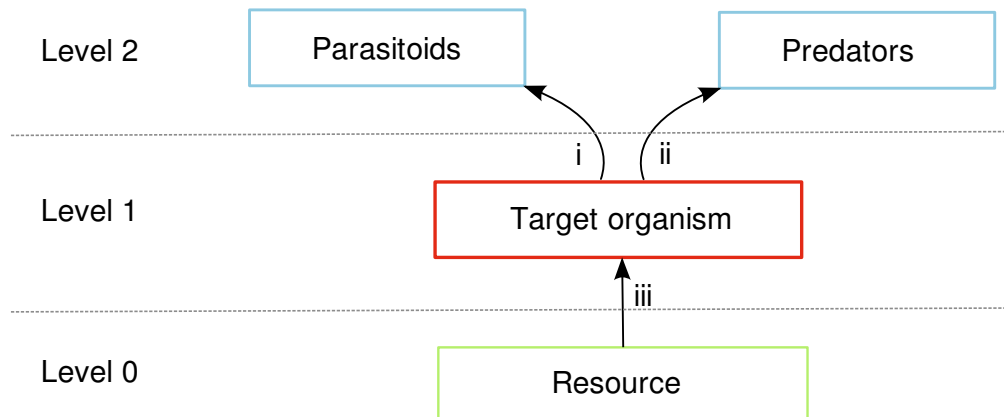 Level 2
Parasitoids
Predators
i
ii
Level 1
Target organism
iii
Level 0
Resource